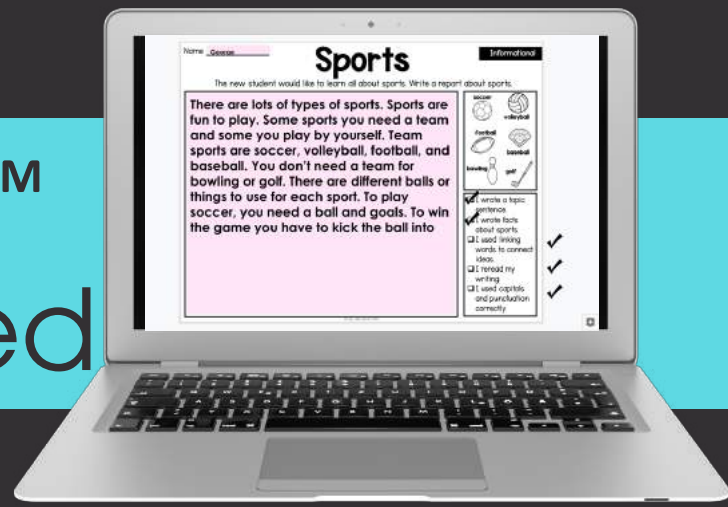 M
ed
Name George
Sports
Informational
The new student would like to learn all about sports. Write a report about sports.
There are lots of types of sports. Sports are
fun to play. Some sports you need a team
and some you play by yourself. Team
sports are soccer, volleyball, football, and
baseball. You don't need a team for
bowling or golf. There are different balls or
things to use for each sport. To play
soccer, you need a ball and goals. To win
the game you have to kick the ball into
soccer
volleyball
football
baseball
bowling
golf
I wrote a topic
sentence.
I wrote facts
about sports.
I used linking
words to connect
ideas.
I reread my
writing.
I used capitals
and punctuation
correctly.